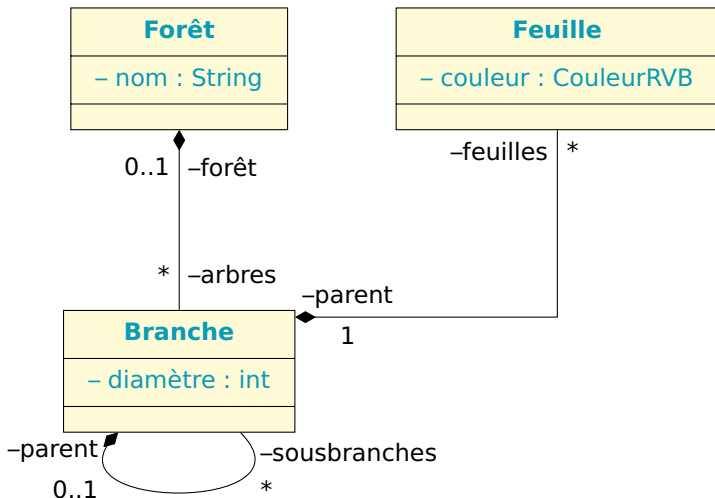 Forêt
– nom : String
Feuille
– couleur : CouleurRVB
0..1 –forêt
–feuilles *
* –arbres
–parent
1
Branche
– diamètre : int
–parent
0..1
–sousbranches
*